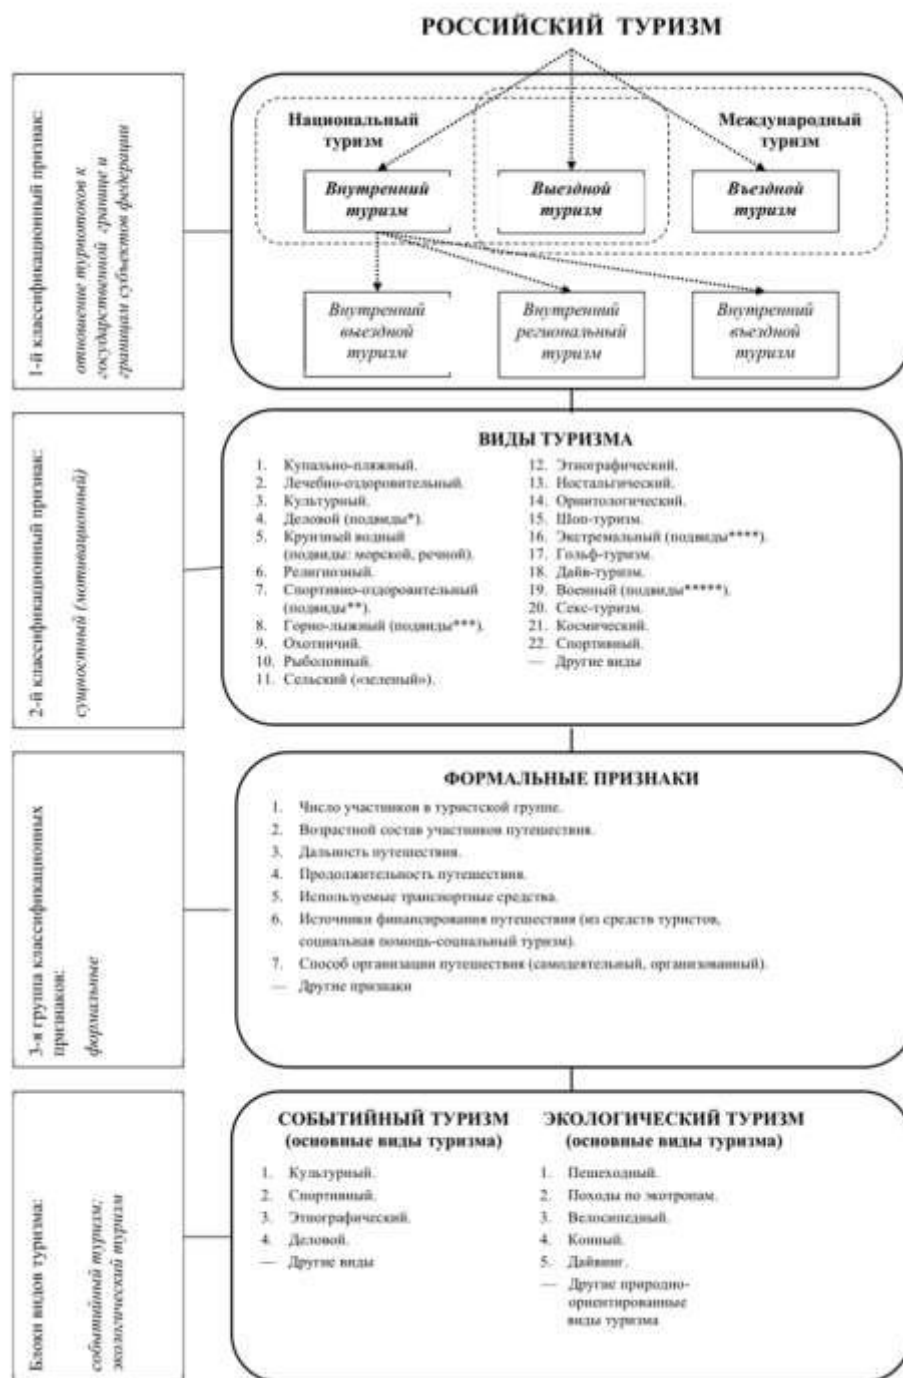 РОССИЙСКИЙ ТУРИЗМ
1-й классификационный признак:
отношение турпотоков к
государственной границе и
границам субъектов федерации
Национальный
туризм
Международный
туризм
Внутренний
туризм
Выездной
туризм
Въездной
туризм
Внутренний
выездной
туризм
Внутренний
региональный
туризм
Внутренний
въездной
туризм
2-й классификационный признак:
сущностный (мотивационный)
ВИДЫ ТУРИЗМА
1. Купально-пляжный.
2. Лечебно-оздоровительный.
3. Культурный.
4. Деловой (подвиды*).
5. Круизный водный
(подвиды: морской, речной).
6. Религиозный.
7. Спортивно-оздоровительный
(подвиды**).
8. Горно-лыжный (подвиды***).
9. Охотничий.
10. Рыболовный.
11. Сельский («зеленый»).
12. Этнографический.
13. Ностальгический.
14. Орнитологический.
15. Шоп-туризм.
16. Экстремальный (подвиды****).
17. Гольф-туризм.
18. Дайв-туризм.
19. Военный (подвиды*****).
20. Секс-туризм.
21. Космический.
22. Спортивный.
— Другие виды
3-я группа классификационных
признаков:
формальные
ФОРМАЛЬНЫЕ ПРИЗНАКИ
1. Число участников в туристской группе.
2. Возрастной состав участников путешествия.
3. Дальность путешествия.
4. Продолжительность путешествия.
5. Используемые транспортные средства.
6. Источники финансирования путешествия (из средств туристов,
социальная помощь-социальный туризм).
7. Способ организации путешествия (самодеятельный, организованный).
— Другие признаки
Блоки видов туризма:
событийный туризм;
экологический туризм
СОБЫТИЙНЫЙ ТУРИЗМ
(основные виды туризма)
1. Культурный.
2. Спортивный.
3. Этнографический.
4. Деловой.
— Другие виды
ЭКОЛОГИЧЕСКИЙ ТУРИЗМ
(основные виды туризма)
1. Пешеходный.
2. Походы по экотропам.
3. Велосипедный.
4. Конный.
5. Дайвинг.
— Другие природно-
ориентированные
виды туризма